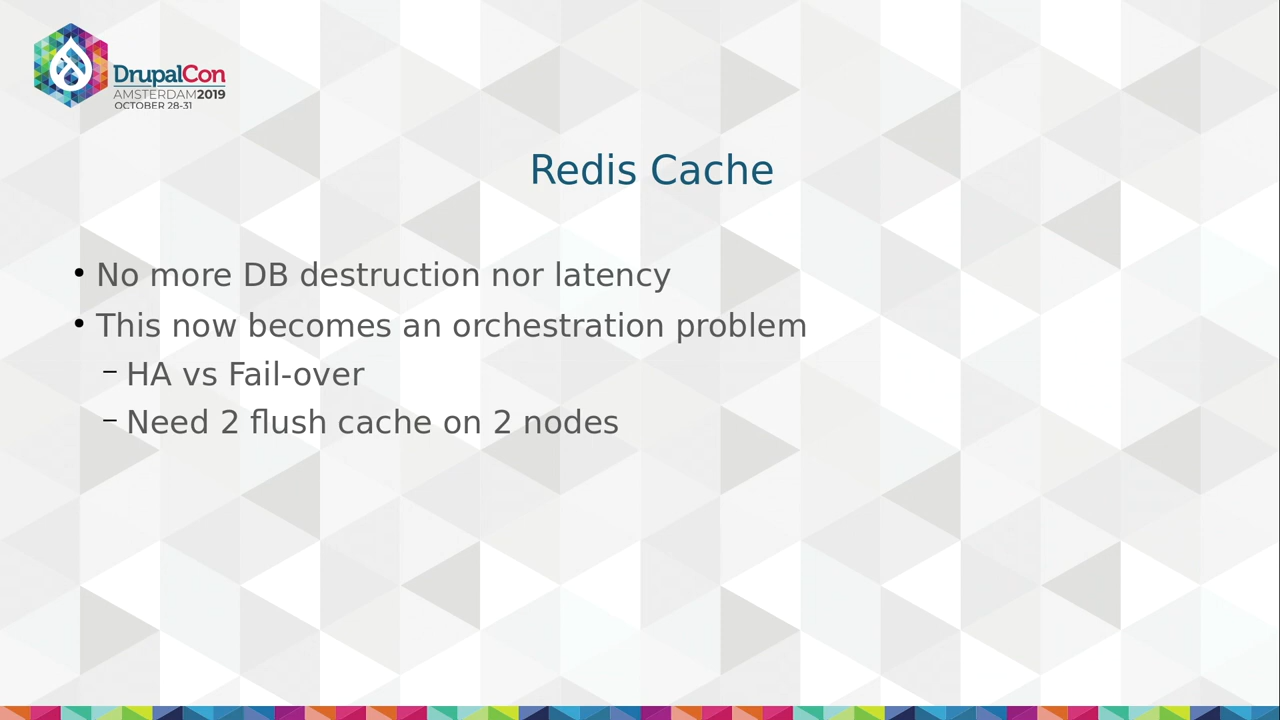 DrupalCon
AMSTERDAM2019
OCTOBER 28-31
Redis Cache
• No more DB destruction nor latency
• This now becomes an orchestration problem
– HA vs Fail-over
– Need 2 flush cache on 2 nodes